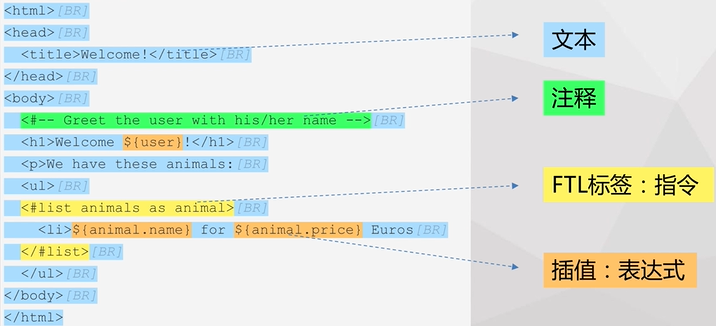 <html>[BR]
<head>[BR]
<title>Welcome!</title>[BR]
</head>[BR]
<body>[BR]
<#-- Greet the user with his/her name -->[BR]
<h1>Welcome ${user}!</h1>[BR]
<p>We have these animals:[BR]
<ul>[BR]
<#list animals as animal>[BR]
<li>${animal.name} for ${animal.price} Euros[BR]
</#list>[BR]
</ul>[BR]
</body>[BR]
</html>
文本
注释
FTL标签：指令
插值：表达式